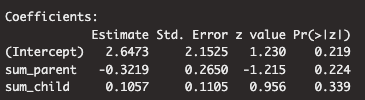 Coefficients:
Estimate Std. Error z value Pr(>|z|)
(Intercept) 2.6473 2.1525 1.230 0.219
sum_parent -0.3219 0.2650 -1.215 0.224
sum_child 0.1057 0.1105 0.956 0.339